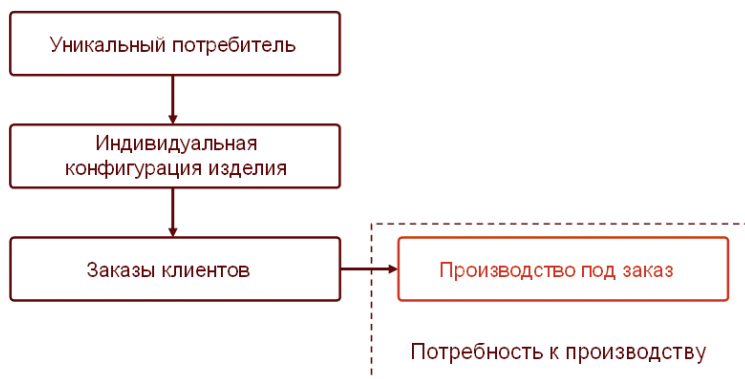 Уникальный потребитель
Индивидуальная
конфигурация изделия
Заказы клиентов
Производство под заказ
Потребность к производству